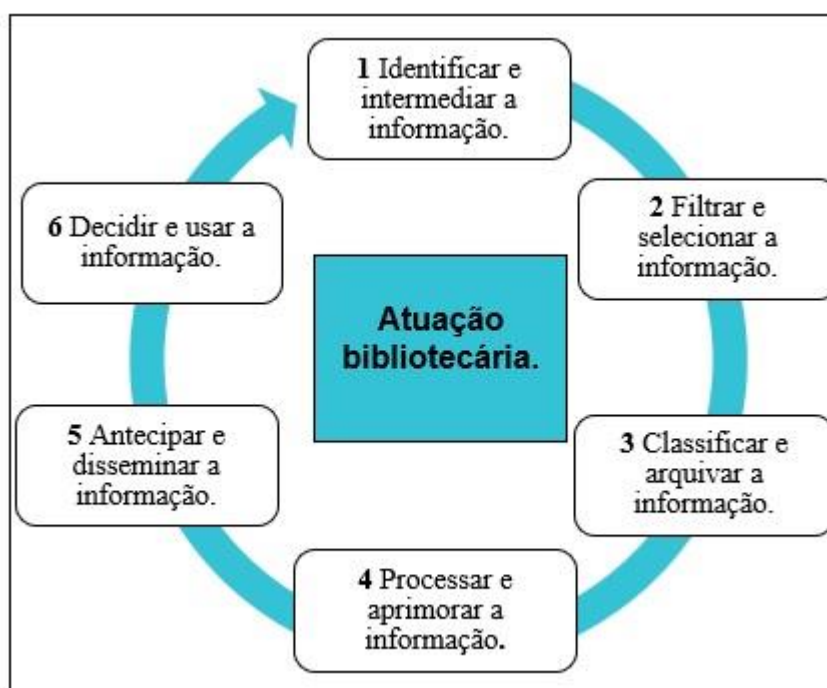 1 Identificar e
intermediar a
informação.
2 Filtrar e
selecionar a
informação.
3 Classificar e
arquivar a
informação.
4 Processar e
aprimorar a
informação.
5 Antecipar e
disseminar a
informação.
6 Decidir e usar a
informação.
Atuação
bibliotecária.